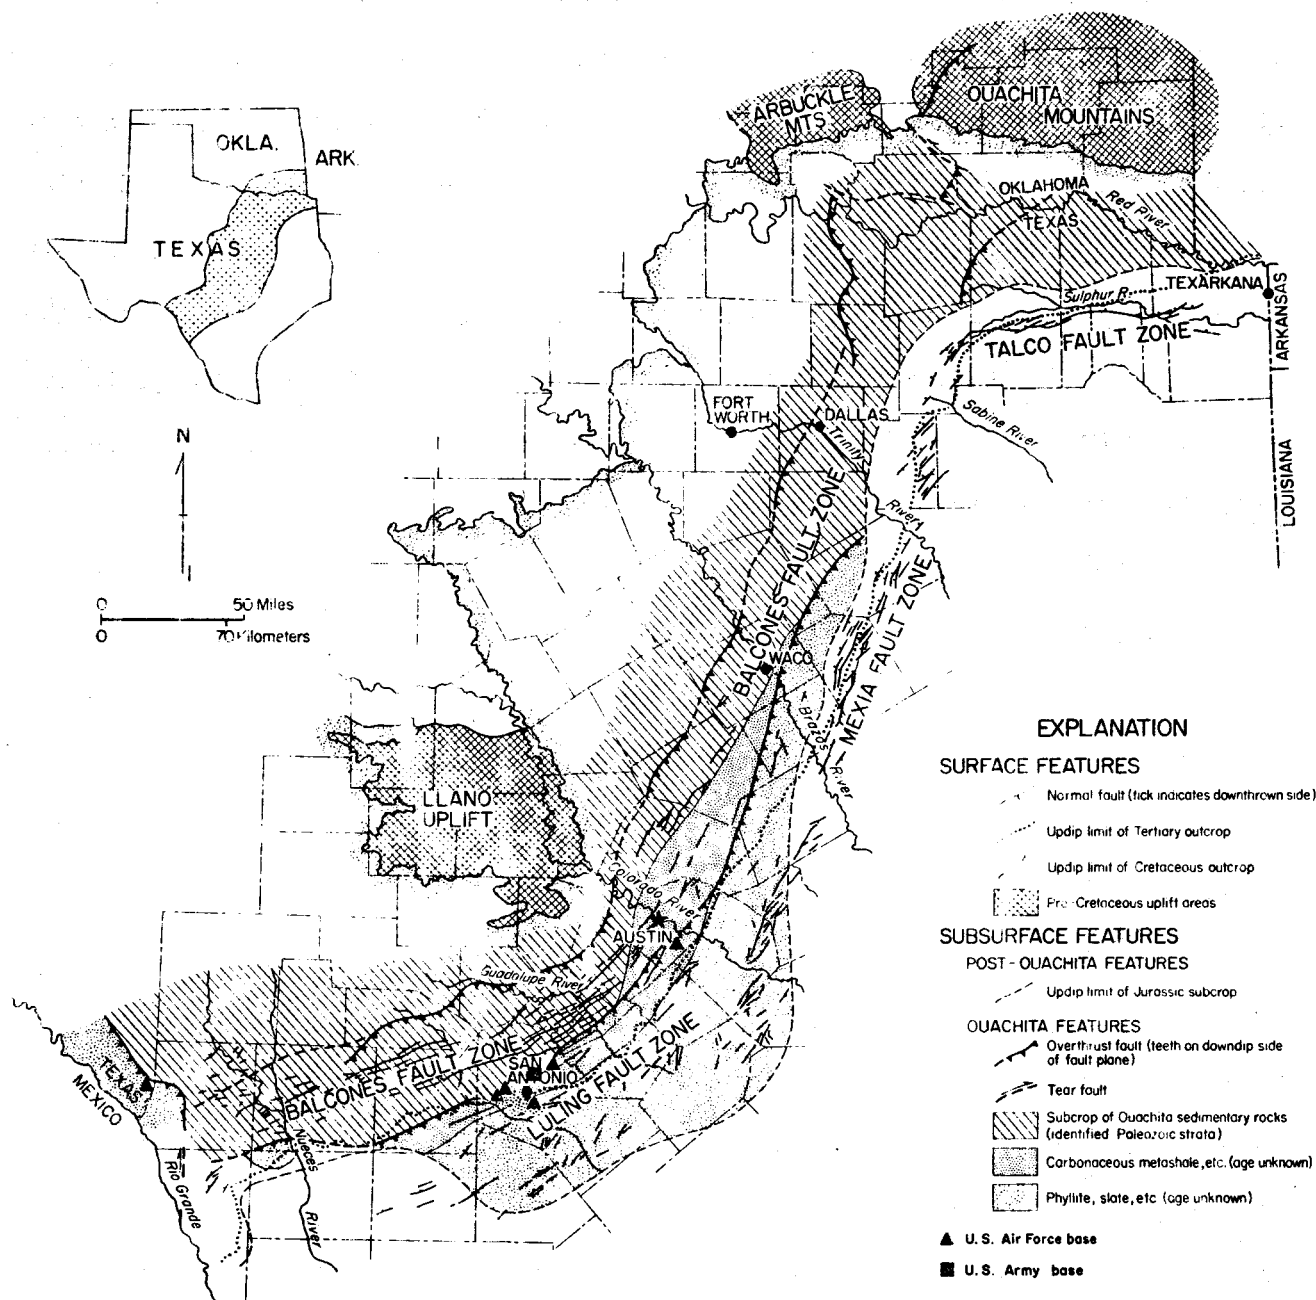 OKLA.
ARK.
TEXAS
N
0 50 Miles
0 70 Kilometers
ARBUCKLE
MTS.
OUACHITA
MOUNTAINS
OKLAHOMA
TEXAS
Red River
TEXARKANA
Sulphur R.
TALCO FAULT ZONE
ARKANSAS
LOUISIANA
FORT
WORTH
DALLAS
Trinity
River
Sabine River
BALCONES FAULT ZONE
MEXIA FAULT ZONE
WACO
Brazos
River
LLANO
UPLIFT
Colorado River
AUSTIN
Guadalupe River
BALCONES FAULT ZONE
SAN
ANTONIO
LULING FAULT ZONE
TEXAS
MEXICO
Rio Grande
Nueces
River
EXPLANATION
SURFACE FEATURES
Normal fault (tick indicates downthrown side)
Updip limit of Tertiary outcrop
Updip limit of Cretaceous outcrop
Pre-Cretaceous uplift areas
SUBSURFACE FEATURES
POST-OUACHITA FEATURES
Updip limit of Jurassic subcrop
OUACHITA FEATURES
Overthrust fault (teeth on downdip side
of fault plane)
Tear fault
Subcrop of Ouachita sedimentary rocks
(identified Paleozoic strata)
Carbonaceous metashale, etc. (age unknown)
Phyllite, slate, etc (age unknown)
U.S. Air Force base
U.S. Army base